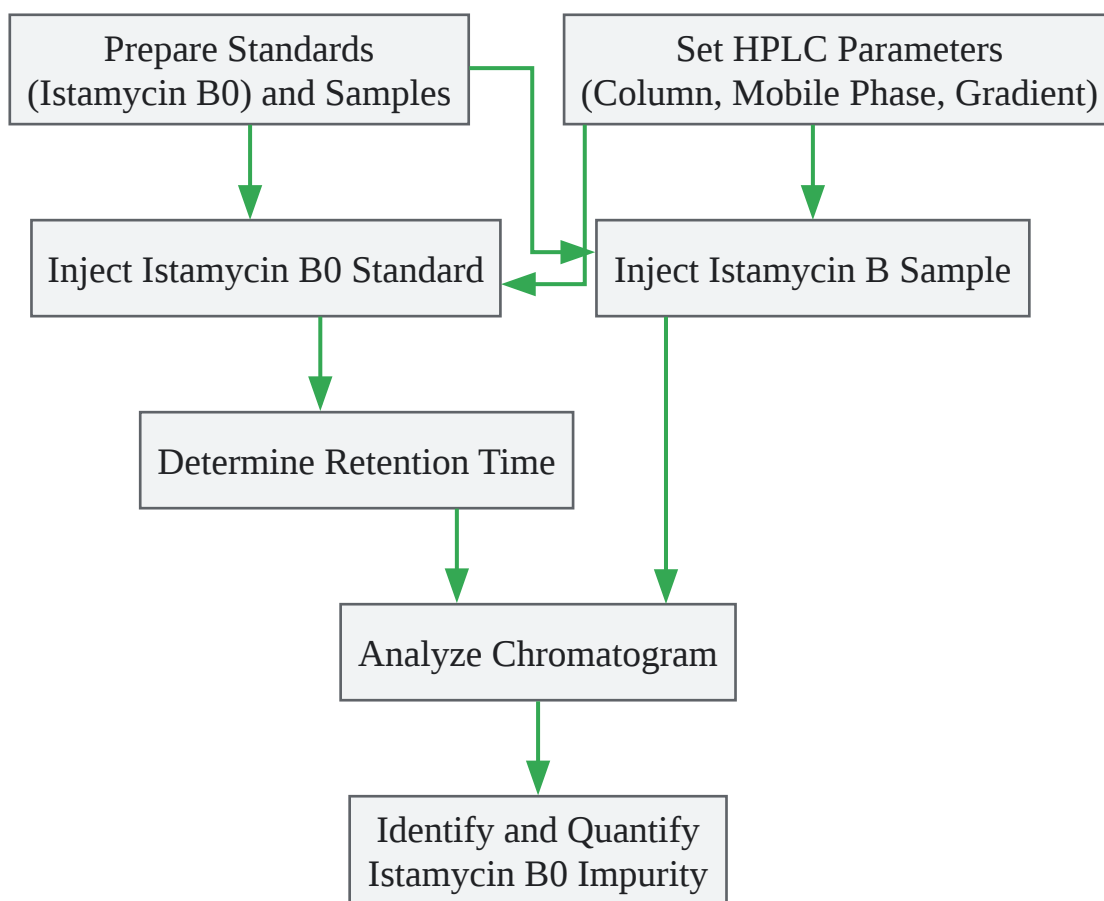 Prepare Standards
(Istamycin B0) and Samples
Set HPLC Parameters
(Column, Mobile Phase, Gradient)
Inject Istamycin B0 Standard
Inject Istamycin B Sample
Determine Retention Time
Analyze Chromatogram
Identify and Quantify
Istamycin B0 Impurity